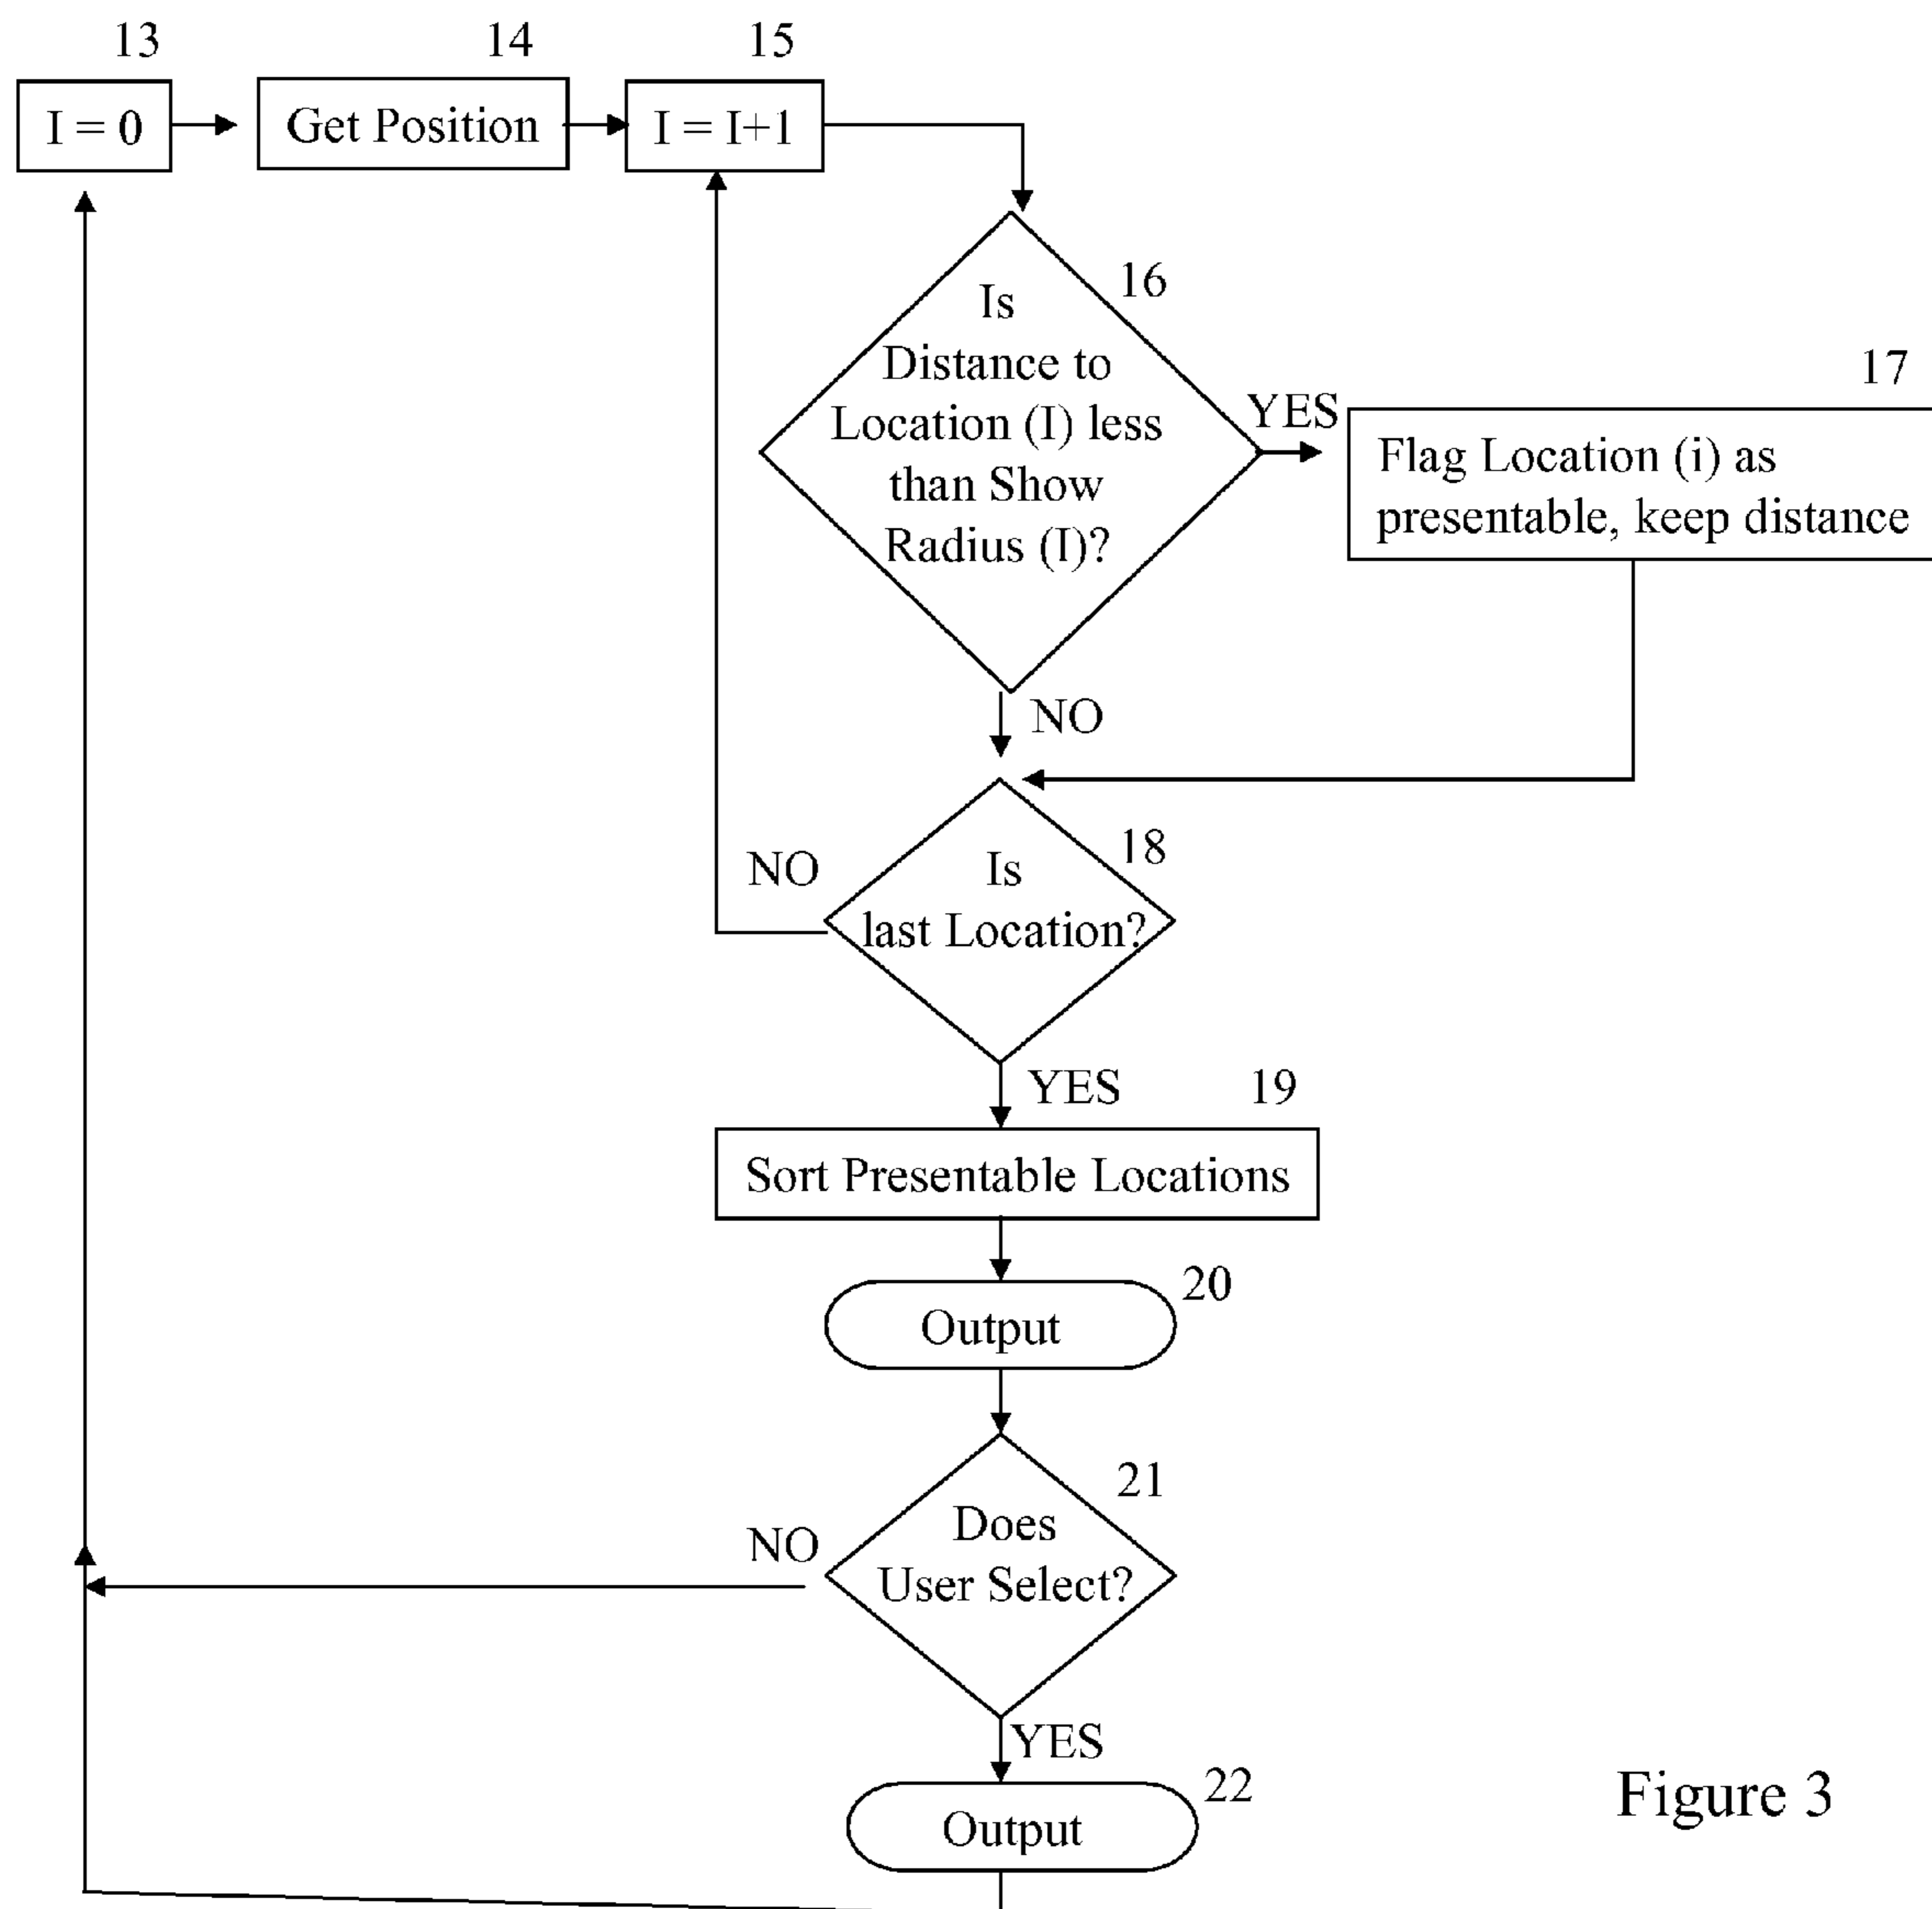 13
14
15
I = 0
Get Position
I = I+1
16
Is
Distance to
Location (I) less
than Show
Radius (I)?
YES
17
Flag Location (i) as
presentable, keep distance
NO
18
NO
Is
last Location?
YES
19
Sort Presentable Locations
20
Output
21
NO
Does
User Select?
YES
22
Output
Figure 3